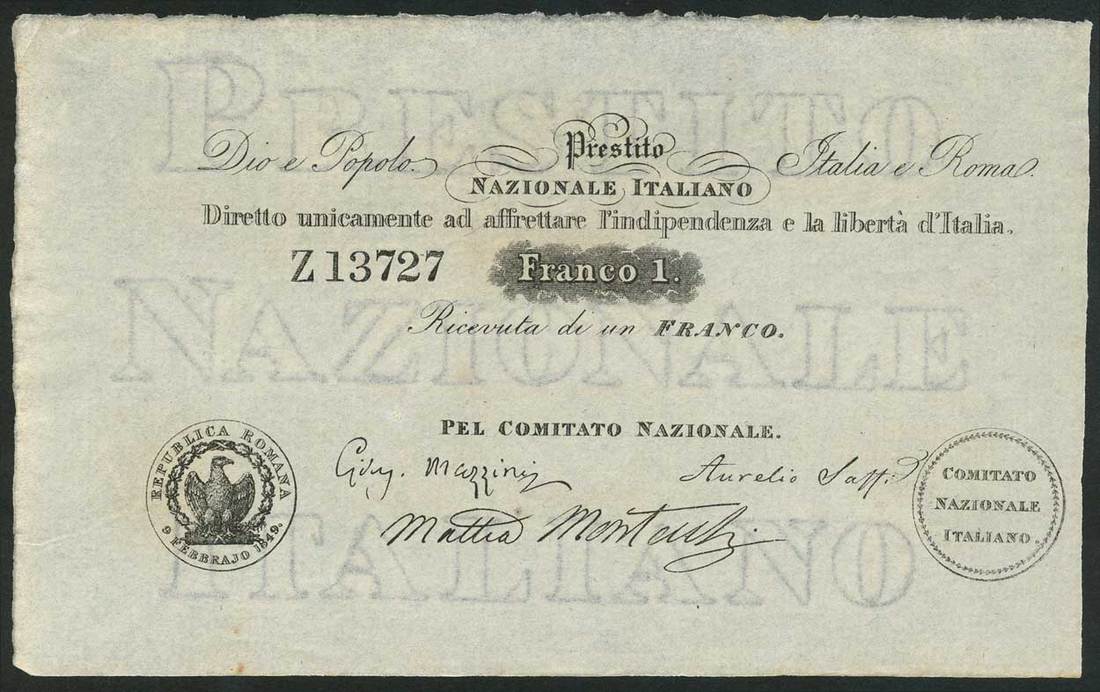 PRESTITO
Dio e Popolo. Prestito Italia e Roma.
NAZIONALE ITALIANO
Diretto unicamente ad affrettare l'indipendenza e la libertà d'Italia.
Z 13727 Franco 1.
NAZIONALE
Ricevuta di un FRANCO.
PEL COMITATO NAZIONALE.
REPUBLICA ROMANA
9 FEBBRAJO 1849.
Mazzini
Aurelio Saffi
Mattia Montecchi
COMITATO
NAZIONALE
ITALIANO.
ITALIANO